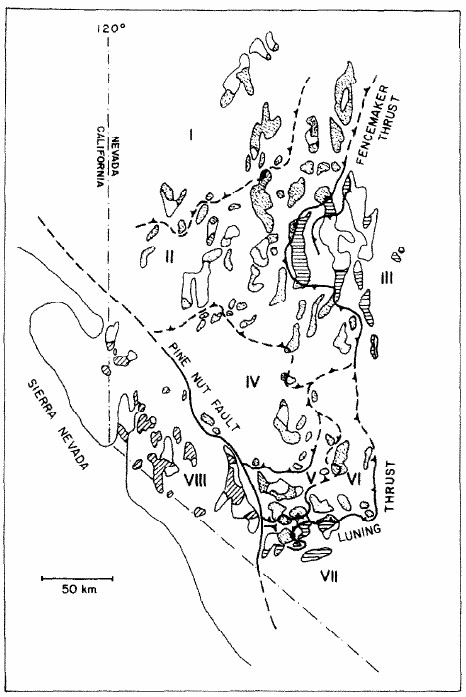 120°
CALIFORNIA
NEVADA
FENCEMAKER
THRUST
I
II
III
PINE NUT FAULT
IV
SIERRA NEVADA
VIII
V
VI
LUNING
THRUST
VII
50 km